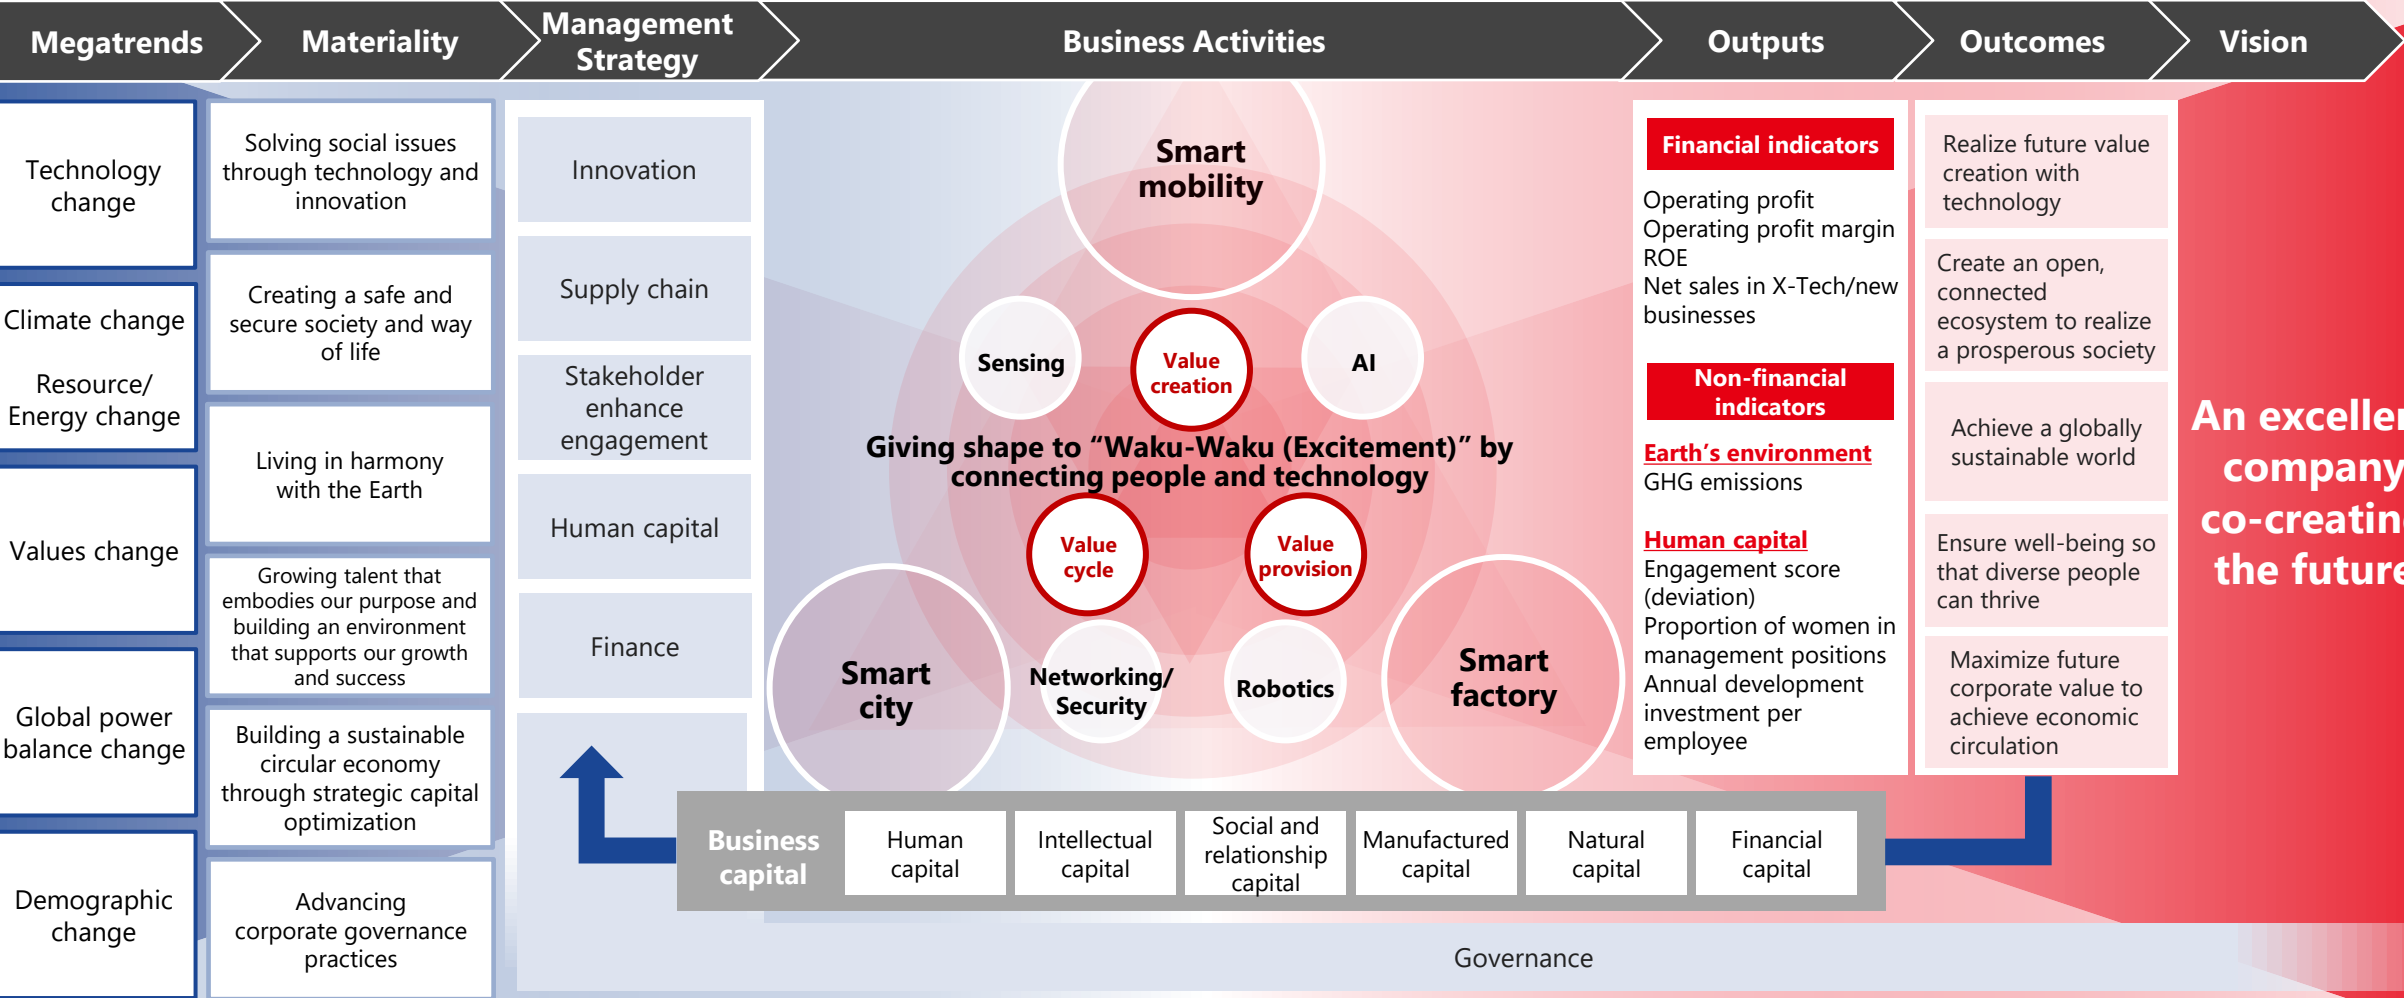 Megatrends
Materiality
Management
Strategy
Business Activities
Outputs
Outcomes
Vision
Technology
change
Climate change
Resource/
Energy change
Values change
Global power
balance change
Demographic
change
Solving social issues
through technology and
innovation
Creating a safe and
secure society and way
of life
Living in harmony
with the Earth
Growing talent that
embodies our purpose and
building an environment
that supports our growth
and success
Building a sustainable
circular economy
through strategic capital
optimization
Advancing
corporate governance
practices
Innovation
Supply chain
Stakeholder
enhance
engagement
Human capital
Finance
Smart
mobility
Sensing
Value
creation
AI
Giving shape to “Waku-Waku (Excitement)” by
connecting people and technology
Value
cycle
Value
provision
Smart
city
Networking/
Security
Robotics
Smart
factory
Financial indicators
Operating profit
Operating profit margin
ROE
Net sales in X-Tech/new
businesses
Non-financial
indicators
Earth’s environment
GHG emissions
Human capital
Engagement score
(deviation)
Proportion of women in
management positions
Annual development
investment per
employee
Realize future value
creation with
technology
Create an open,
connected
ecosystem to realize
a prosperous society
Achieve a globally
sustainable world
Ensure well-being so
that diverse people
can thrive
Maximize future
corporate value to
achieve economic
circulation
An
company
the future
Business
capital
Human
capital
Intellectual
capital
Social and
relationship
capital
Manufactured
capital
Natural
capital
Financial
capital
Governance